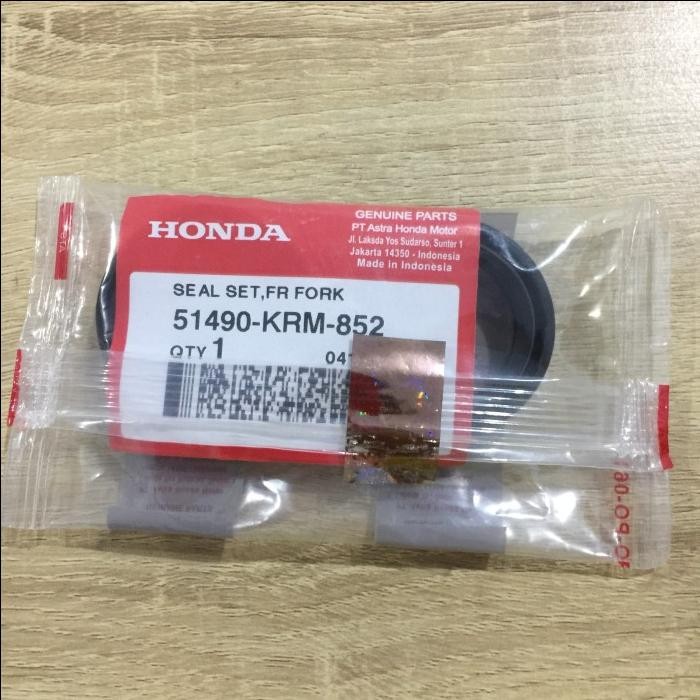 HONDA
GENUINE PARTS
PT Astra Honda Motor
Jl. Laksda Yos Sudarso, Sunter 1
Jakarta 14350 - Indonesia
Made in Indonesia
SEAL SET,FR FORK
51490-KRM-852
QTY 1
04